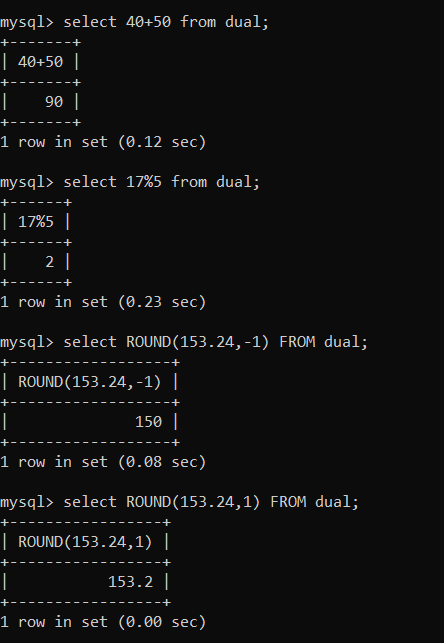 mysql> select 40+50 from dual;
+-------+
| 40+50 |
+-------+
|    90 |
+-------+
1 row in set (0.12 sec)
mysql> select 17%5 from dual;
+------+
| 17%5 |
+------+
|    2 |
+------+
1 row in set (0.23 sec)
mysql> select ROUND(153.24,-1) FROM dual;
+------------------+
| ROUND(153.24,-1) |
+------------------+
|              150 |
+------------------+
1 row in set (0.08 sec)
mysql> select ROUND(153.24,1) FROM dual;
+-----------------+
| ROUND(153.24,1) |
+-----------------+
|           153.2 |
+-----------------+
1 row in set (0.00 sec)